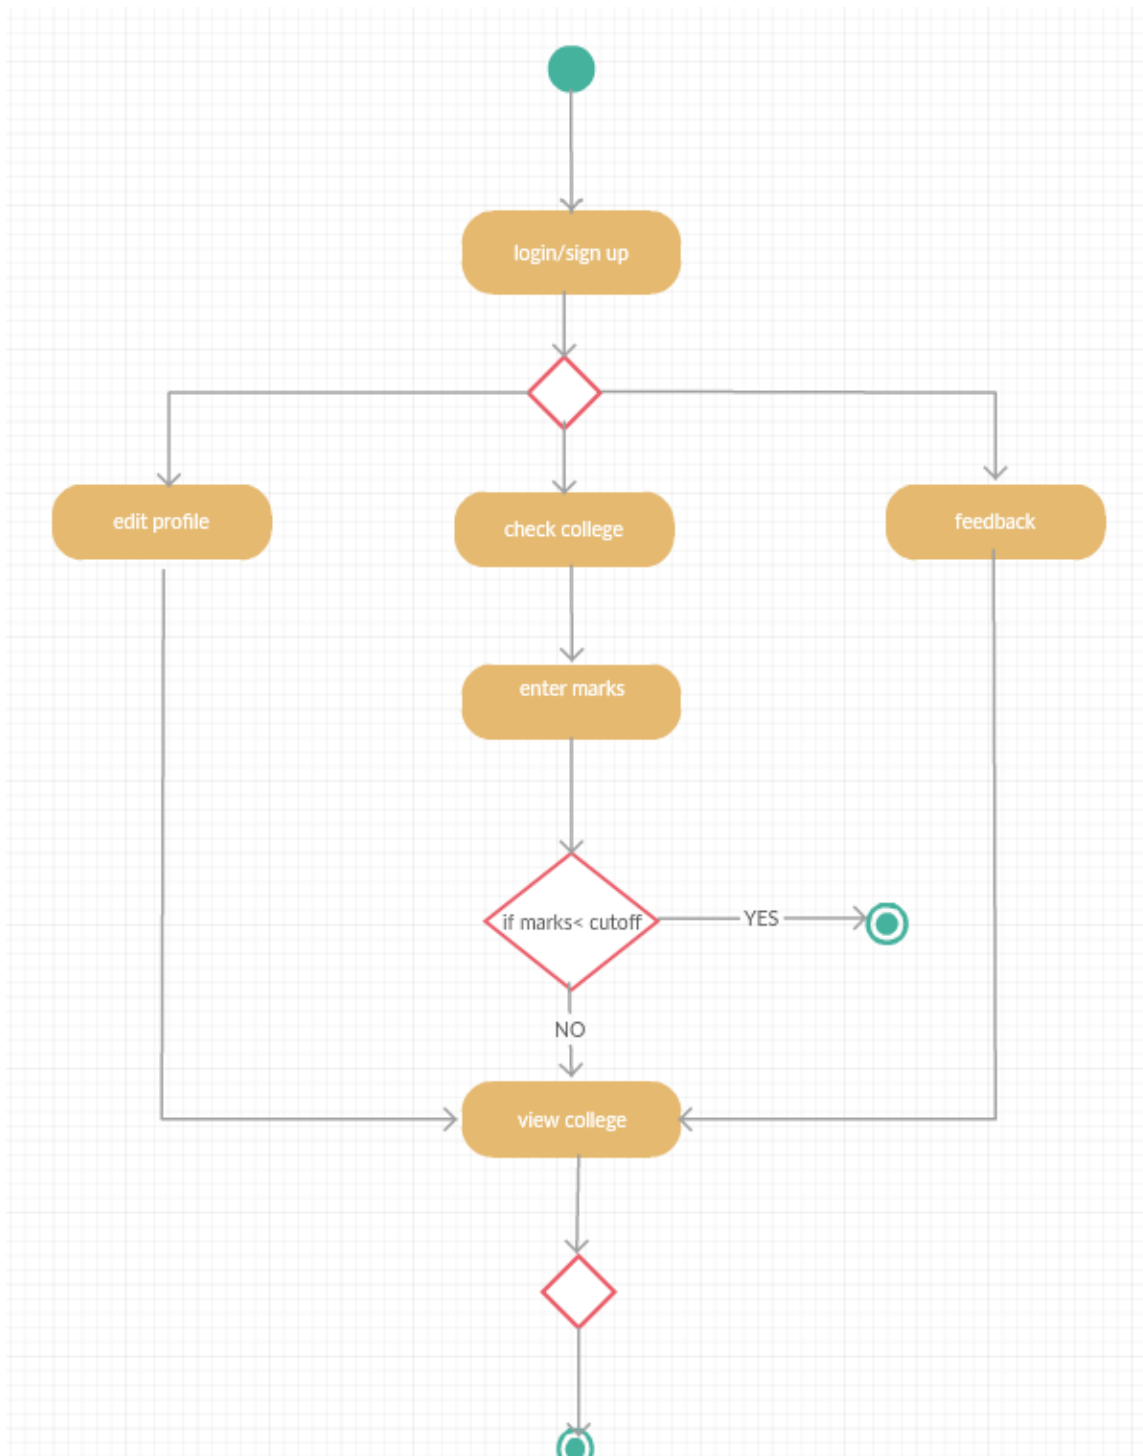 login/sign up
edit profile
check college
feedback
enter marks
if marks< cutoff
YES
NO
view college